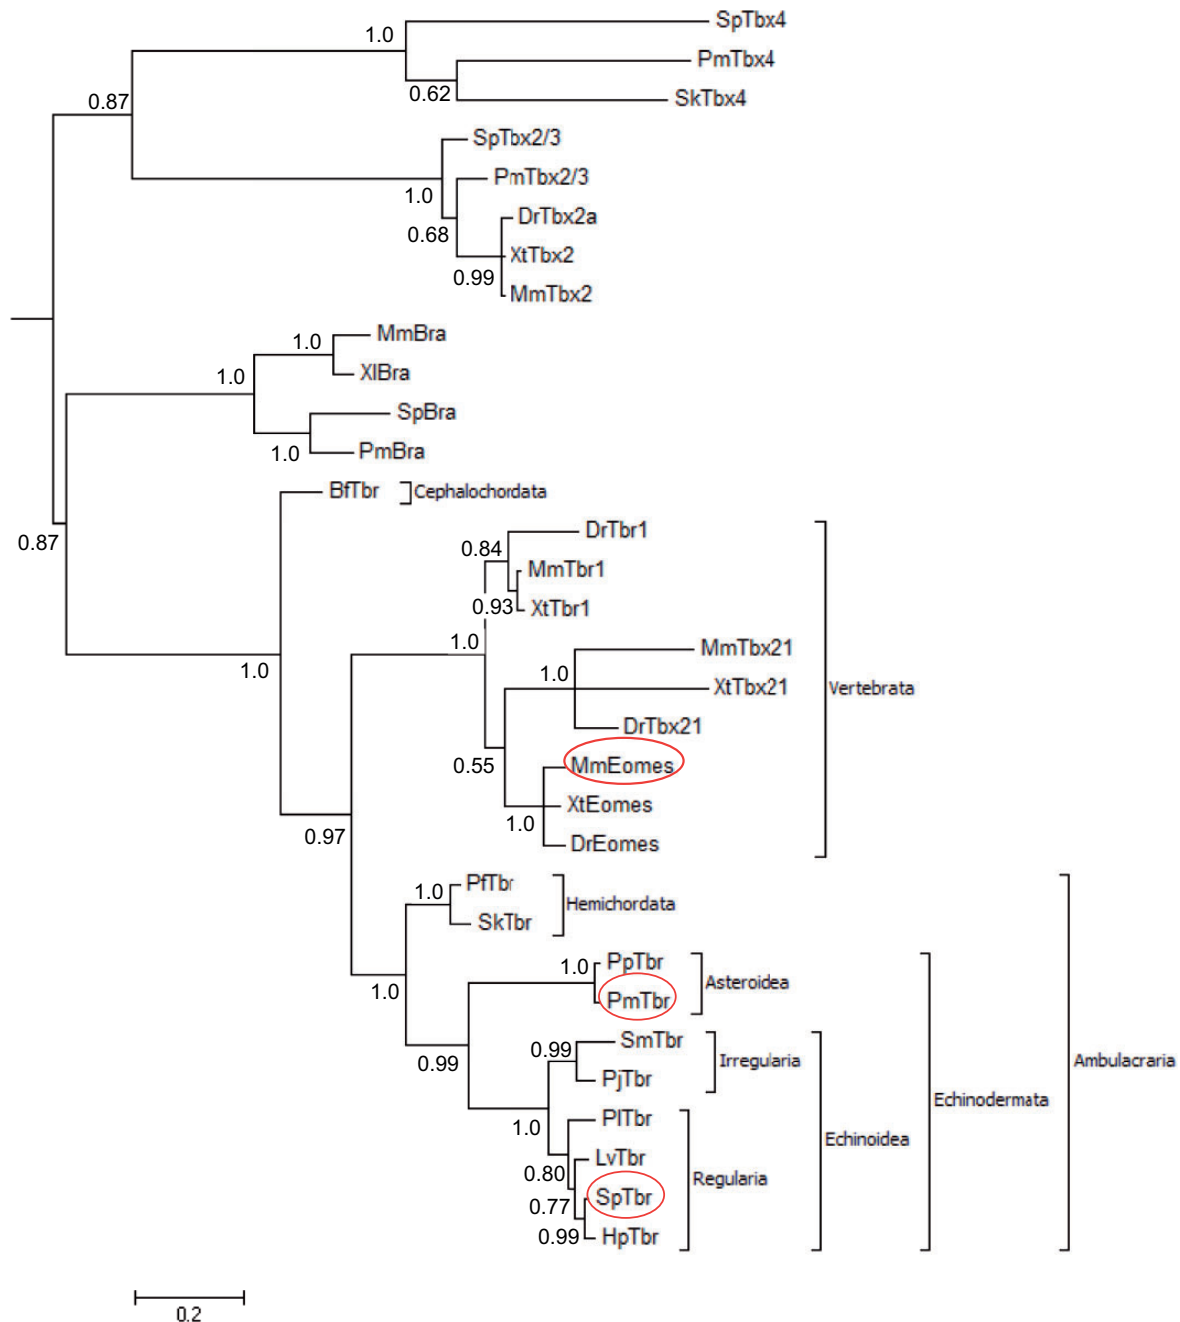 SpTbx4
1.0
PmTbx4
0.62
SkTbx4
0.87
SpTbx2/3
PmTbx2/3
1.0
DrTbx2a
0.68
XtTbx2
0.99
MmTbx2
MmBra
1.0
XlBra
1.0
SpBra
PmBra
1.0
BfTbr
Cephalochordata
DrTbr1
0.87
0.84
MmTbr1
0.93
XtTbr1
1.0
MmTbx21
1.0
1.0
XtTbx21
Vertebrata
DrTbx21
0.55
MmEomes
XtEomes
1.0
0.97
DrEomes
PfTbr
1.0
Hemichordata
SkTbr
PpTbr
1.0
Asteroidea
1.0
PmTbr
SmTbr
0.99
0.99
Irregularia
Ambulacraria
PjTbr
Echinodermata
PlTbr
1.0
Echinoidea
LvTbr
0.80
Regularia
SpTbr
0.77
HpTbr
0.99
0.2